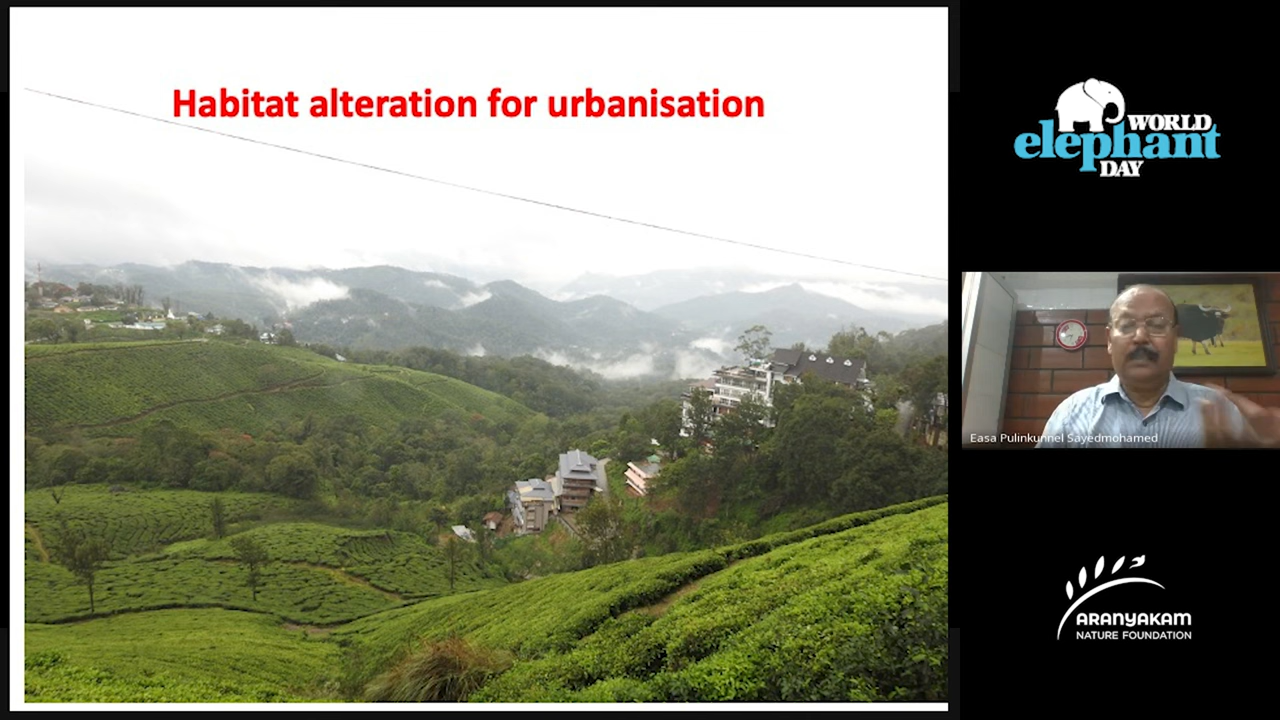 Habitat alteration for urbanisation
WORLD
elephant
DAY
Easa Pulinkunnel Sayedmohamed
ARANYAKAM
NATURE FOUNDATION